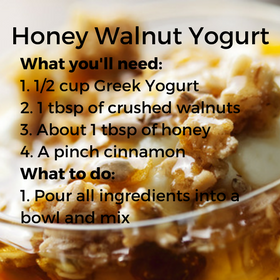 Honey Walnut Yogurt
What you'll need:
1. 1/2 cup Greek Yogurt
2. 1 tbsp of crushed walnuts
3. About 1 tbsp of honey
4. A pinch cinnamon
What to do:
1. Pour all ingredients into a
bowl and mix